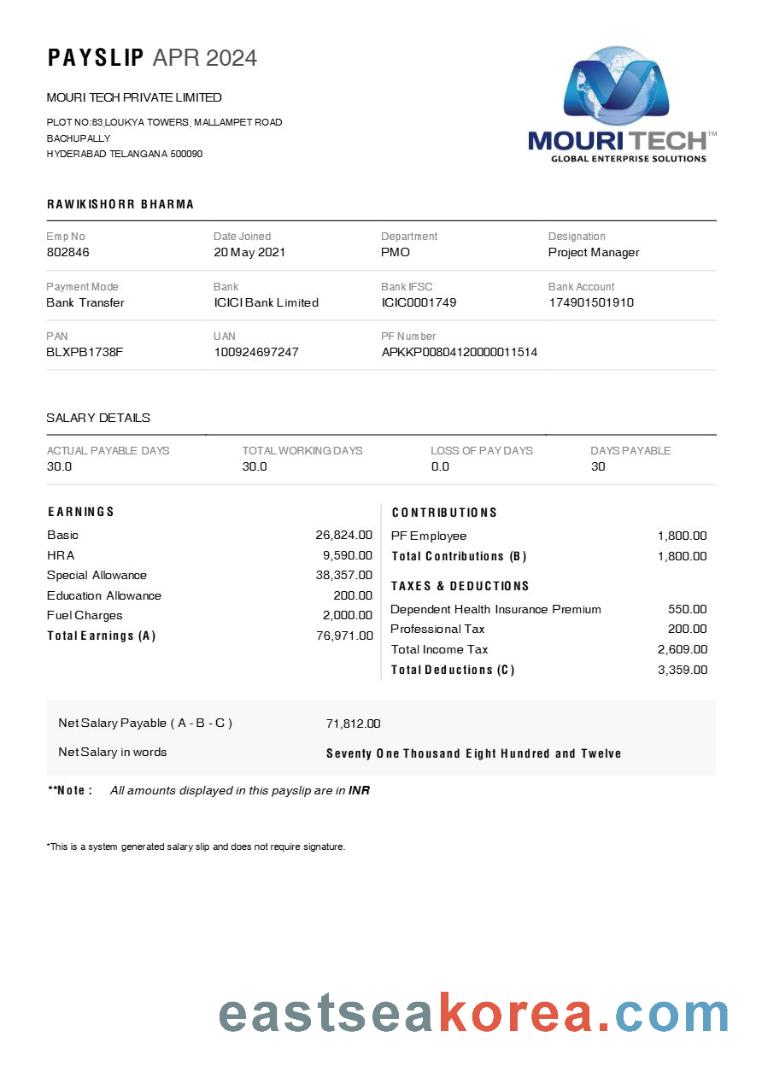 PAYSLIP APR 2024
MOURI TECH PRIVATE LIMITED
PLOT NO:83,LOUKYA TOWERS, MALLAMPET ROAD
BACHUPALLY
HYDERABAD TELANGANA 500090
MOURI TECH™
GLOBAL ENTERPRISE SOLUTIONS
RAWIKISHORR BHARMA
Emp No Date Joined Department Designation
802846 20 May 2021 PMO Project Manager
Payment Mode Bank Bank IFSC Bank Account
Bank Transfer ICICI Bank Limited ICIC0001749 174901501910
PAN UAN PF Number
BLXPB1738F 100924697247 APKKP00804120000011514
SALARY DETAILS
ACTUAL PAYABLE DAYS TOTAL WORKING DAYS LOSS OF PAY DAYS DAYS PAYABLE
30.0 30.0 0.0 30
EARNINGS
Basic 26,824.00
HRA 9,590.00
Special Allowance 38,357.00
Education Allowance 200.00
Fuel Charges 2,000.00
Total Earnings (A) 76,971.00
CONTRIBUTIONS
PF Employee 1,800.00
Total Contributions (B) 1,800.00
TAXES & DEDUCTIONS
Dependent Health Insurance Premium 550.00
Professional Tax 200.00
Total Income Tax 2,609.00
Total Deductions (C) 3,359.00
Net Salary Payable ( A - B - C ) 71,812.00
Net Salary in words Seventy One Thousand Eight Hundred and Twelve
**Note : All amounts displayed in this payslip are in INR
*This is a system generated salary slip and does not require signature.
eastseakorea.com